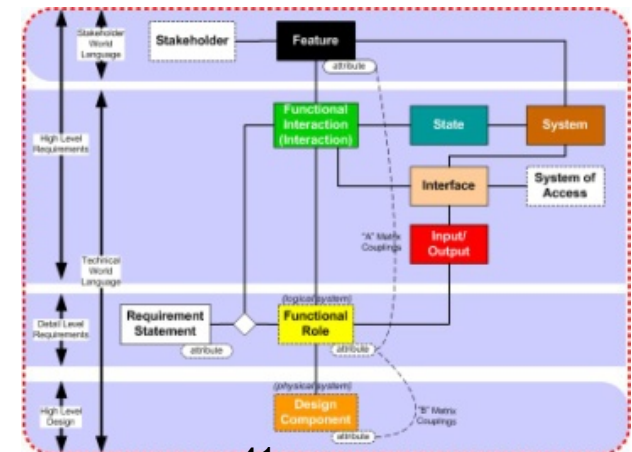 Stakeholder
World
Language
Stakeholder
Feature
attribute
High Level
Requirements
Functional
Interaction
(Interaction)
State
System
Interface
System of
Access
"A" Matrix
Couplings
Input/
Output
Technical
World
Language
Detail Level
Requirements
Requirement
Statement
attribute
(logical system)
Functional
Role
attribute
(physical system)
High Level
Design
Design
Component
attribute
"B" Matrix
Couplings